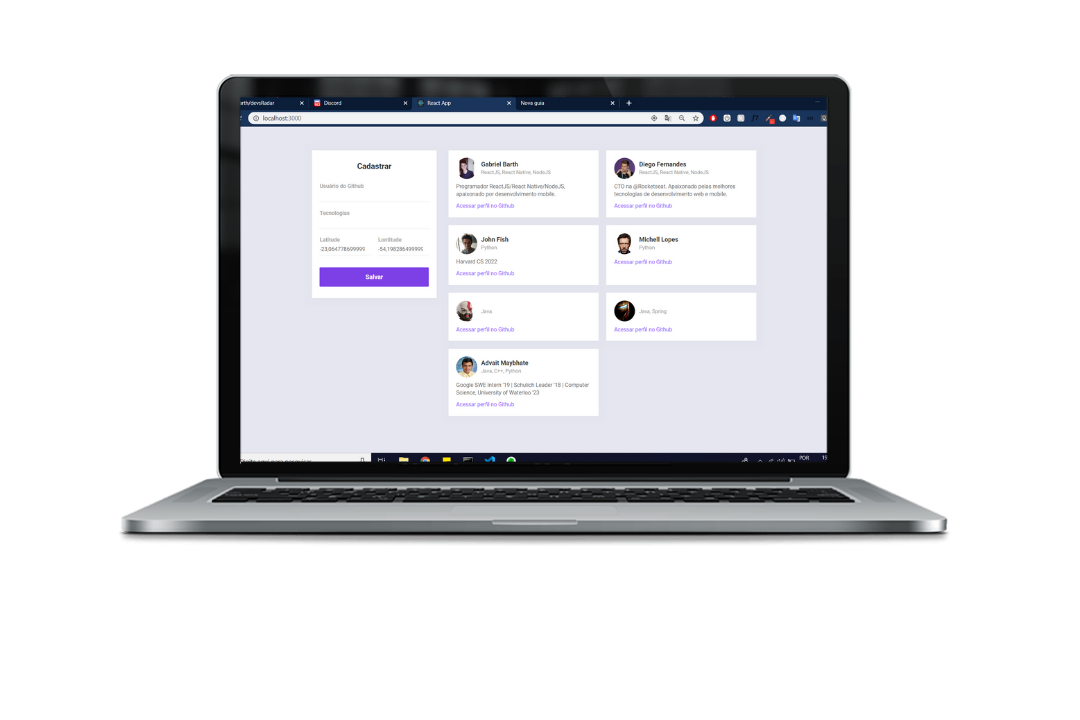 arth/devsRadar
Discord
React App
Nova guia
localhost:3000
Cadastrar
Usuário do Github
Tecnologias
Latitude
Lontitude
-23,064778699999
-54,198286499999
Salvar
Gabriel Barth
ReactJS, React Native, NodeJS
Programador ReactJS/React Native/NodeJS,
apaixonado por desenvolvimento mobile.
Acessar perfil no Github
Diego Fernandes
ReactJS, React Native, NodeJS
CTO na @Rocketseat. Apaixonado pelas melhores
tecnologias de desenvolvimento web e mobile.
Acessar perfil no Github
John Fish
Python
Harvard CS 2022
Acessar perfil no Github
Michell Lopes
Python
Acessar perfil no Github
Java
Acessar perfil no Github
Java, Spring
Acessar perfil no Github
Advait Maybhate
Java, C++, Python
Google SWE Intern '19 | Schulich Leader '18 | Computer
Science, University of Waterloo '23
Acessar perfil no Github
POR
15